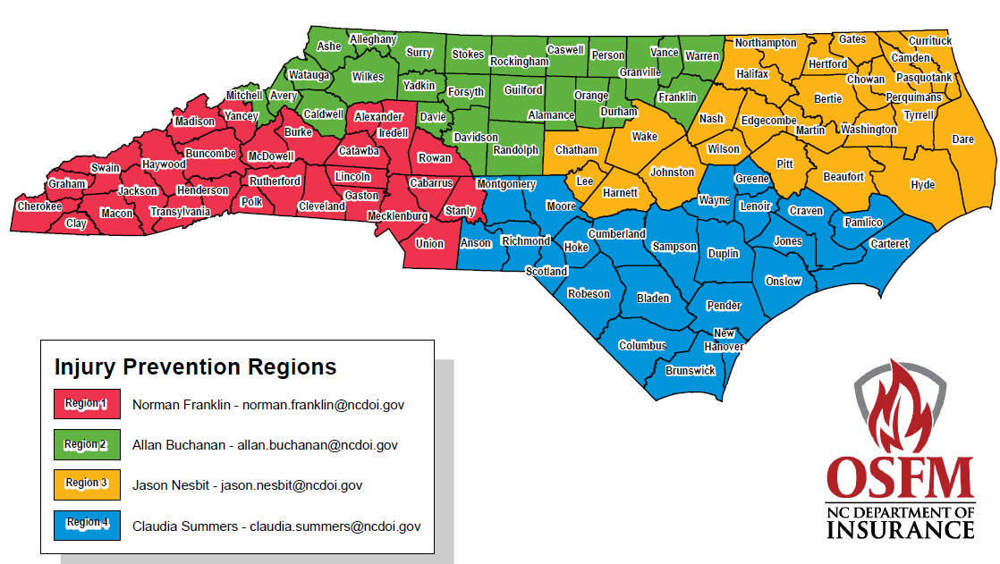 Ashe
Alleghany
Surry
Stokes
Rockingham
Caswell
Person
Granville
Vance
Warren
Northampton
Gates
Currituck
Camden
Pasquotank
Perquimans
Hertford
Chowan
Halifax
Bertie
Watauga
Wilkes
Yadkin
Forsyth
Guilford
Alamance
Orange
Durham
Franklin
Nash
Edgecombe
Martin
Washington
Tyrrell
Dare
Mitchell
Avery
Caldwell
Alexander
Iredell
Davie
Davidson
Randolph
Chatham
Wake
Wilson
Pitt
Beaufort
Hyde
Madison
Yancey
Burke
McDowell
Catawba
Rowan
Buncombe
Haywood
Swain
Graham
Cherokee
Clay
Macon
Jackson
Transylvania
Henderson
Polk
Rutherford
Cleveland
Lincoln
Gaston
Mecklenburg
Cabarrus
Stanly
Union
Montgomery
Moore
Lee
Harnett
Johnston
Wayne
Greene
Lenoir
Craven
Pamlico
Carteret
Jones
Onslow
Duplin
Sampson
Cumberland
Hoke
Richmond
Anson
Scotland
Robeson
Bladen
Pender
New
Hanover
Columbus
Brunswick
Injury Prevention Regions
Region 1 Norman Franklin - norman.franklin@ncdoi.gov
Region 2 Allan Buchanan - allan.buchanan@ncdoi.gov
Region 3 Jason Nesbit - jason.nesbit@ncdoi.gov
Region 4 Claudia Summers - claudia.summers@ncdoi.gov
OSFM
NC DEPARTMENT OF
INSURANCE